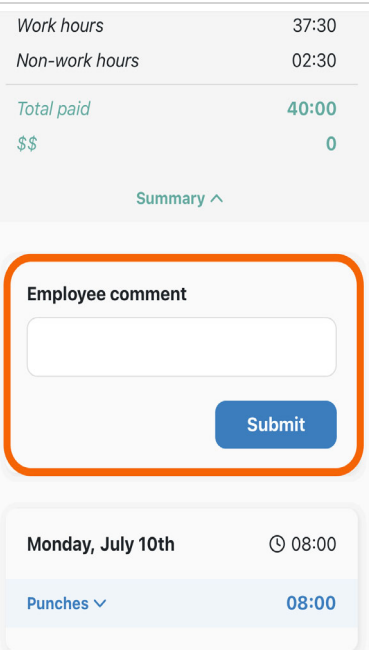 Work hours 37:30
Non-work hours 02:30
Total paid 40:00
$$ 0
Summary
Employee comment
Submit
Monday, July 10th 08:00
Punches 08:00